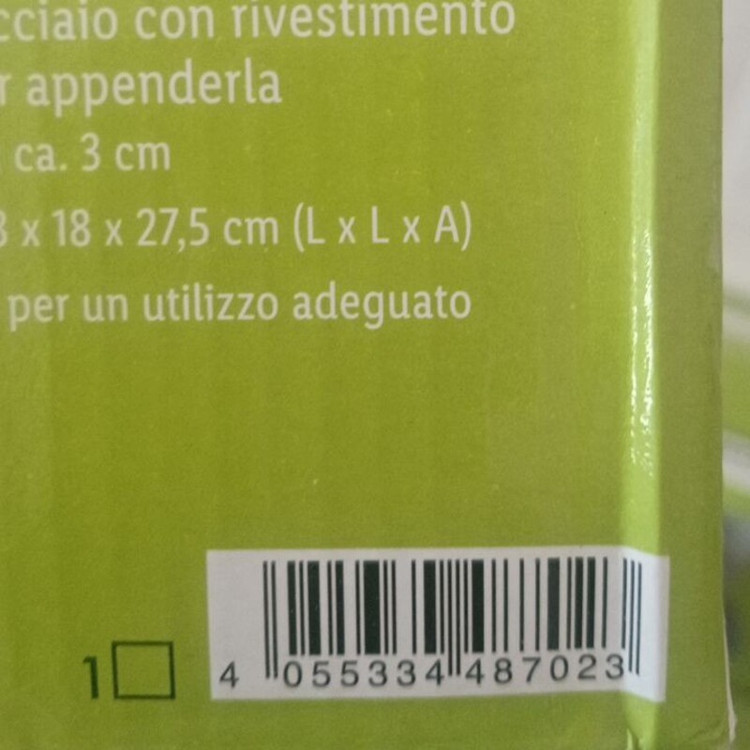 cciaio con rivestimento
r appenderla
ca. 3 cm
8 x 18 x 27,5 cm (L x L x A)
per un utilizzo adeguato
1
4 055334 487023